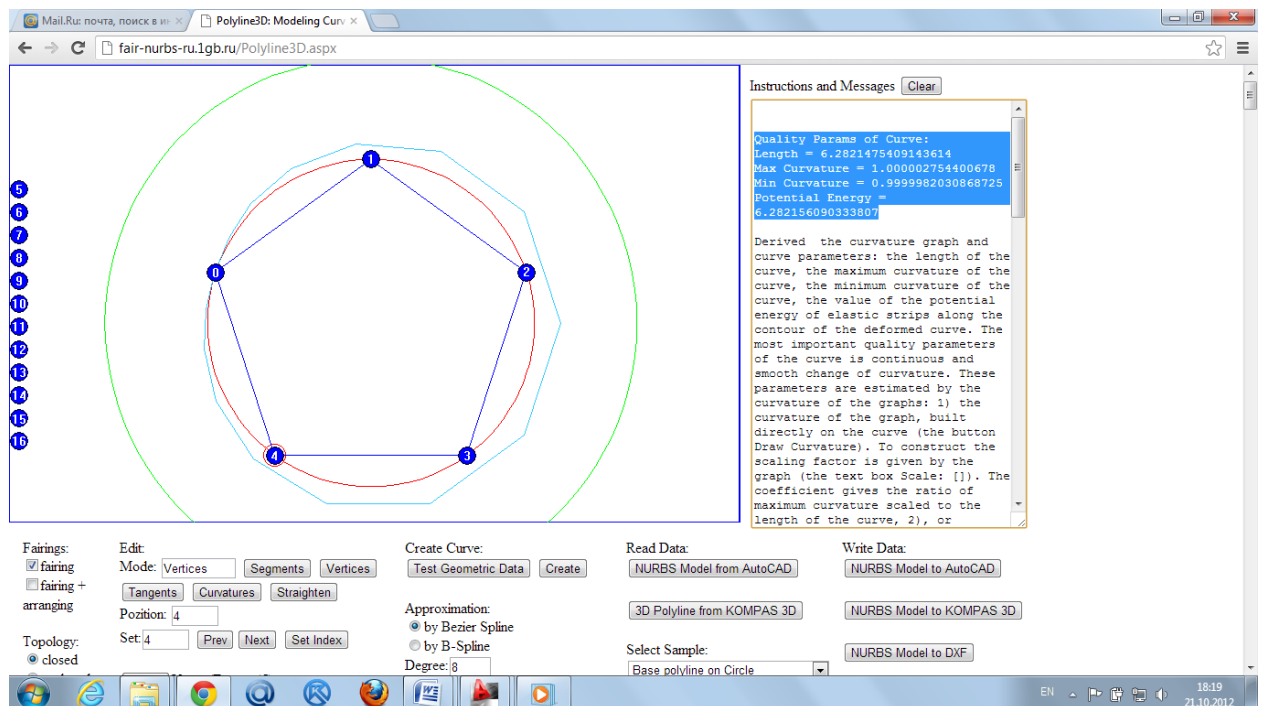 Mail.Ru: почта, поиск в ин
Polyline3D: Modeling Curv
fair-nurbs-ru.1gb.ru/Polyline3D.aspx
Instructions and Messages Clear
Quality Params of Curve:
Length = 6.2821475409143614
Max Curvature = 1.000002754400678
Min Curvature = 0.9999982030868725
Potential Energy =
6.282156090333807
Derived the curvature graph and
curve parameters: the length of the
curve, the maximum curvature of the
curve, the minimum curvature of the
curve, the value of the potential
energy of elastic strips along the
contour of the deformed curve. The
most important quality parameters
of the curve is continuous and
smooth change of curvature. These
parameters are estimated by the
curvature of the graphs: 1) the
curvature of the graph, built
directly on the curve (the button
Draw Curvature). To construct the
scaling factor is given by the
graph (the text box Scale: []). The
coefficient gives the ratio of
maximum curvature scaled to the
length of the curve, 2), or
1
0
2
4
3
5
6
7
8
9
10
11
12
13
14
15
16
Fairings:
fairing
fairing +
arranging
Topology:
closed
Edit:
Mode: Vertices Segments Vertices
Tangents Curvatures Straighten
Pozition: 4
Set: 4 Prev Next Set Index
Create Curve:
Test Geometric Data Create
Approximation:
by Bezier Spline
by B-Spline
Degree: 8
Read Data:
NURBS Model from AutoCAD
3D Polyline from KOMPAS 3D
Select Sample:
Base polyline on Circle
Write Data:
NURBS Model to AutoCAD
NURBS Model to KOMPAS 3D
NURBS Model to DXF
EN
18:19
21.10.2012